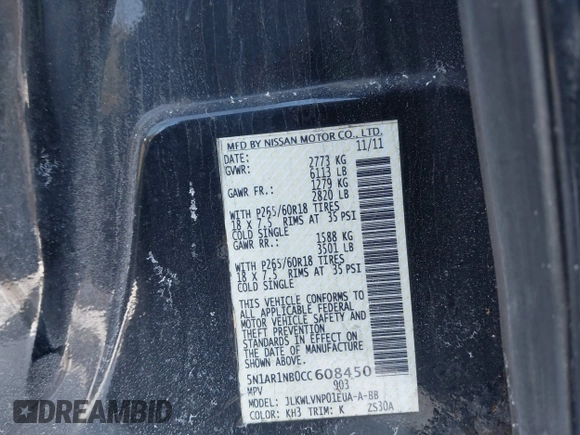 MFD BY NISSAN MOTOR CO., LTD.
DATE: 11/11
GVWR: 2773 KG
6113 LB
GAWR FR.: 1279 KG
2820 LB
WITH P265/60R18 TIRES
18 X 7.5 RIMS AT 35 PSI
COLD SINGLE
GAWR RR.: 1588 KG
3501 LB
WITH P265/60R18 TIRES
18 X 7.5 RIMS AT 35 PSI
COLD SINGLE
THIS VEHICLE CONFORMS TO
ALL APPLICABLE FEDERAL
MOTOR VEHICLE SAFETY AND
THEFT PREVENTION
STANDARDS IN EFFECT ON
THE DATE OF MANUFACTURE
SHOWN ABOVE.
5N1AR1NB0CC608450
MPV 903
MODEL: JLKWLVNP01EUA-A-BB
COLOR: KH3 TRIM: K ZS30A
EpicVIN.com